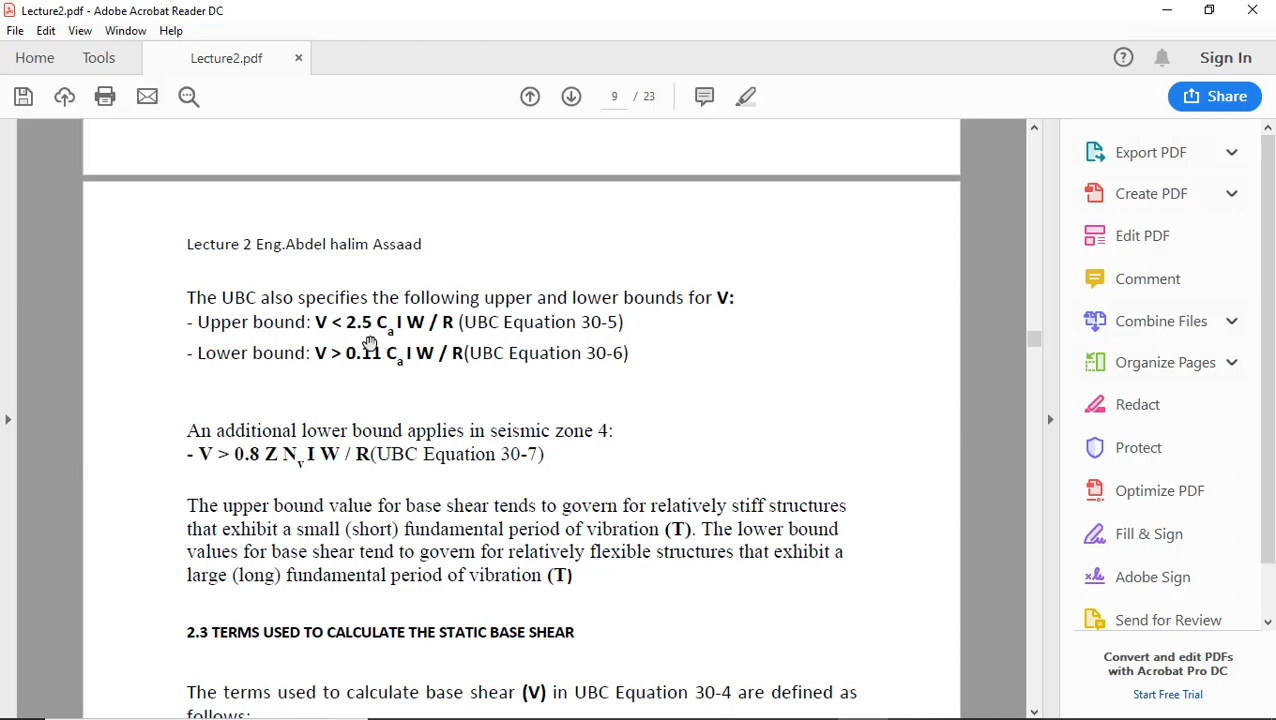 Lecture2.pdf - Adobe Acrobat Reader DC
File Edit View Window Help
Home Tools Lecture2.pdf × ? Sign In
9 / 23 Share
Lecture 2 Eng.Abdel halim Assaad
The UBC also specifies the following upper and lower bounds for V:
- Upper bound: V < 2.5 Ca I W / R (UBC Equation 30-5)
- Lower bound: V > 0.11 Ca I W / R(UBC Equation 30-6)
An additional lower bound applies in seismic zone 4:
- V > 0.8 Z Nv I W / R(UBC Equation 30-7)
The upper bound value for base shear tends to govern for relatively stiff structures
that exhibit a small (short) fundamental period of vibration (T). The lower bound
values for base shear tend to govern for relatively flexible structures that exhibit a
large (long) fundamental period of vibration (T)
2.3 TERMS USED TO CALCULATE THE STATIC BASE SHEAR
The terms used to calculate base shear (V) in UBC Equation 30-4 are defined as
follows:
Export PDF
Create PDF
Edit PDF
Comment
Combine Files
Organize Pages
Redact
Protect
Optimize PDF
Fill & Sign
Adobe Sign
Send for Review
Convert and edit PDFs
with Acrobat Pro DC
Start Free Trial